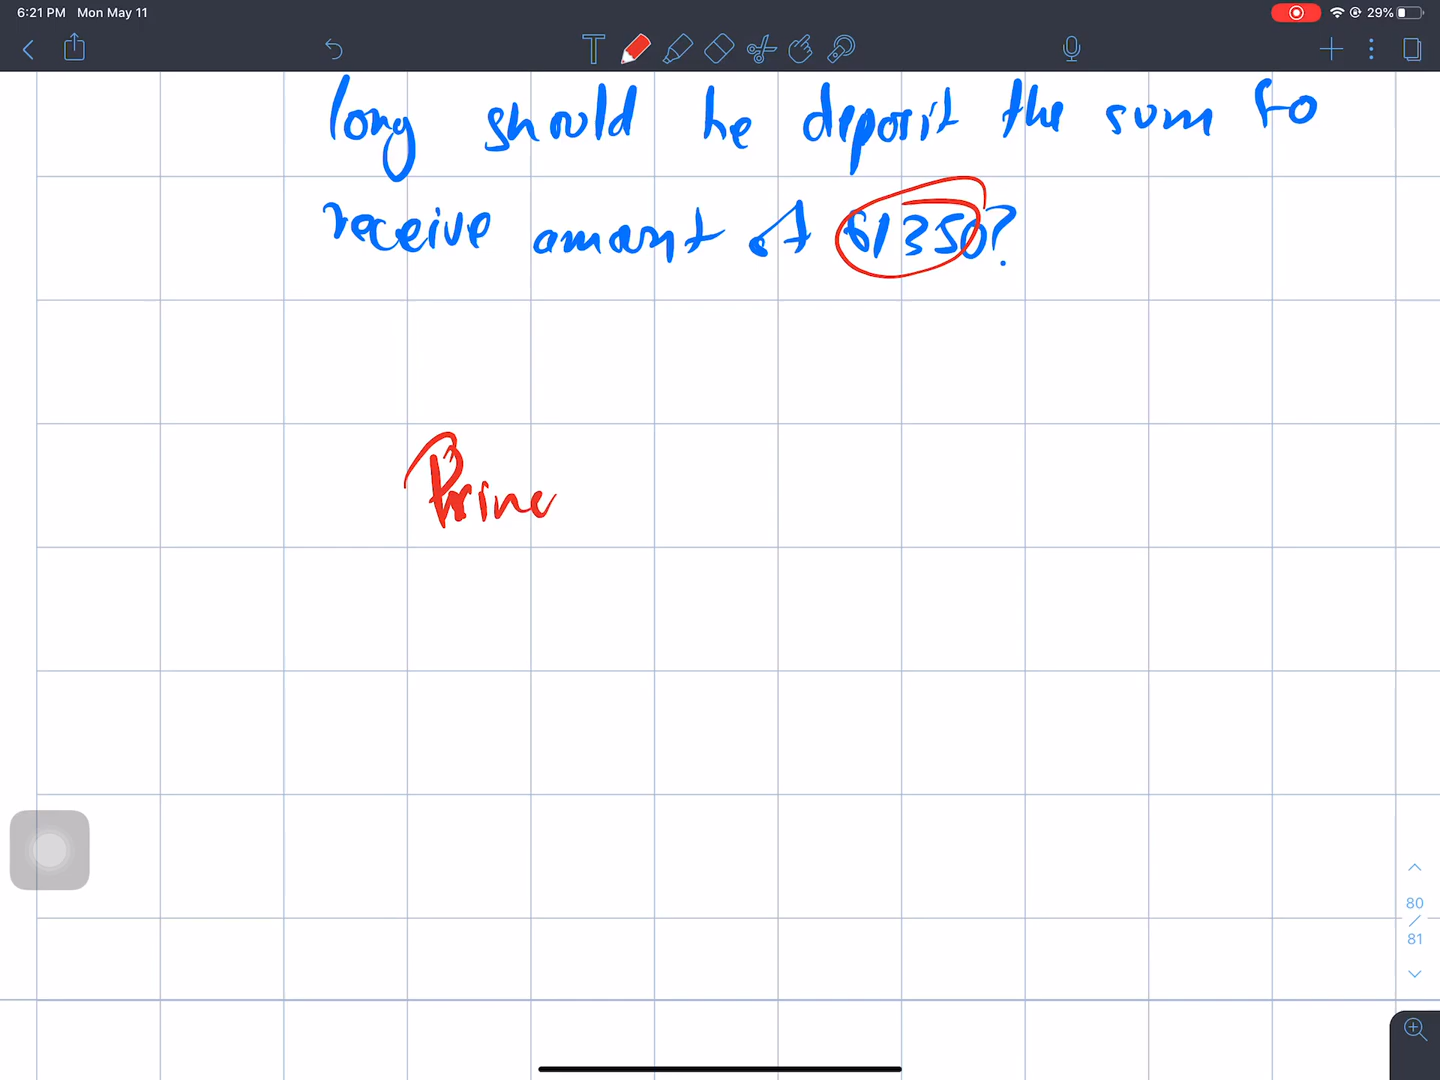 6:21 PM Mon May 11 29%
long should he deposit the sum to
receive amount of 61350?
Princ
80
81